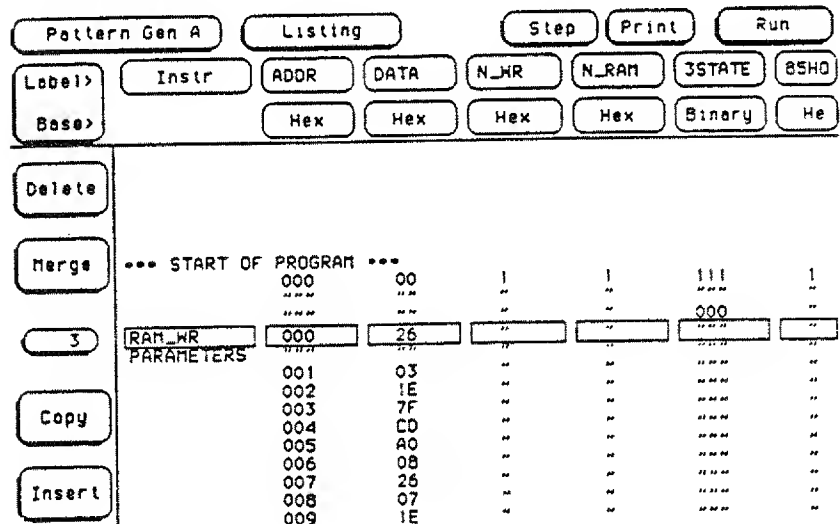 Pattern Gen A Listing Step Print Run
Label> Instr ADDR DATA N_WR N_RAM 3STATE 85HO
Base> Hex Hex Hex Hex Binary He
Delete
Merge
*** START OF PROGRAM ***
000 00 1 1 111 1
""" "" " " """ "
""" "" " " 000 "
3 RAM_WR 000 26 " " """ "
PARAMETERS """ "" " " """ "
001 03 " " """ "
002 1E " " """ "
003 7F " " """ "
Copy 004 CD " " """ "
005 A0 " " """ "
006 08 " " """ "
007 26 " " """ "
Insert 008 07 " " """ "
009 1E " " """ "